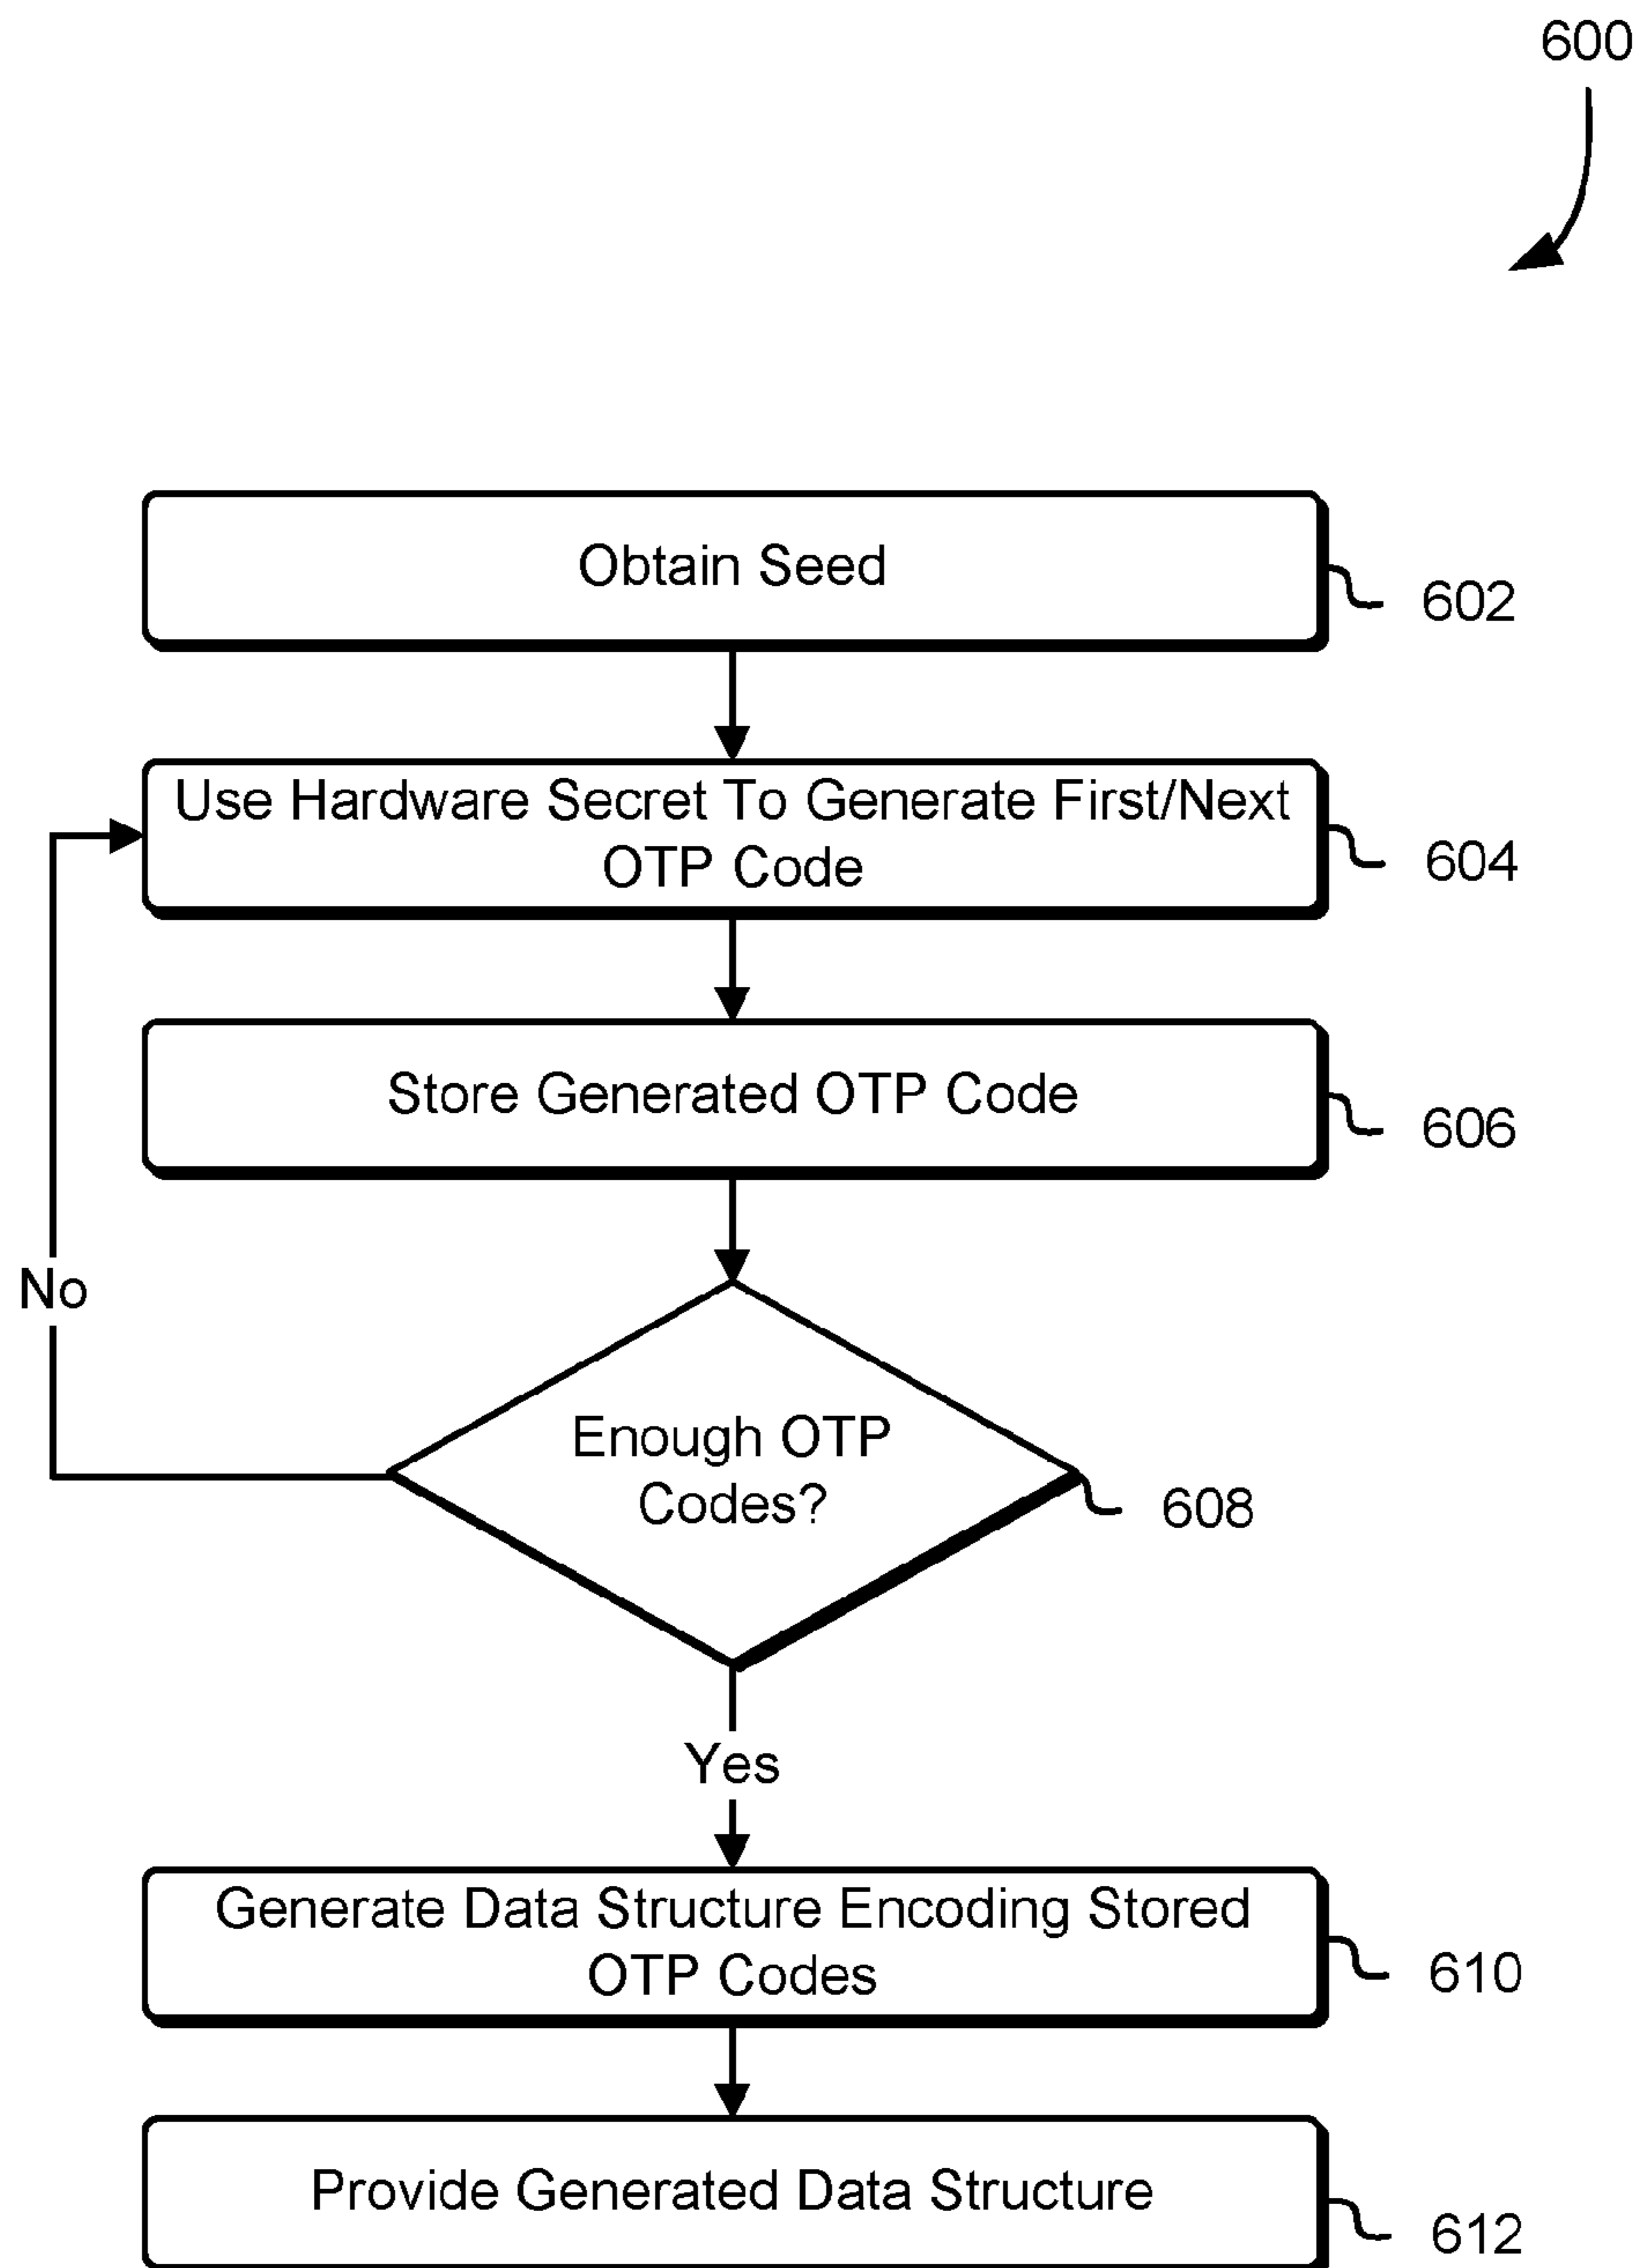 600
Obtain Seed
602
Use Hardware Secret To Generate First/Next
OTP Code
604
Store Generated OTP Code
606
No
Enough OTP
Codes?
608
Yes
Generate Data Structure Encoding Stored
OTP Codes
610
Provide Generated Data Structure
612